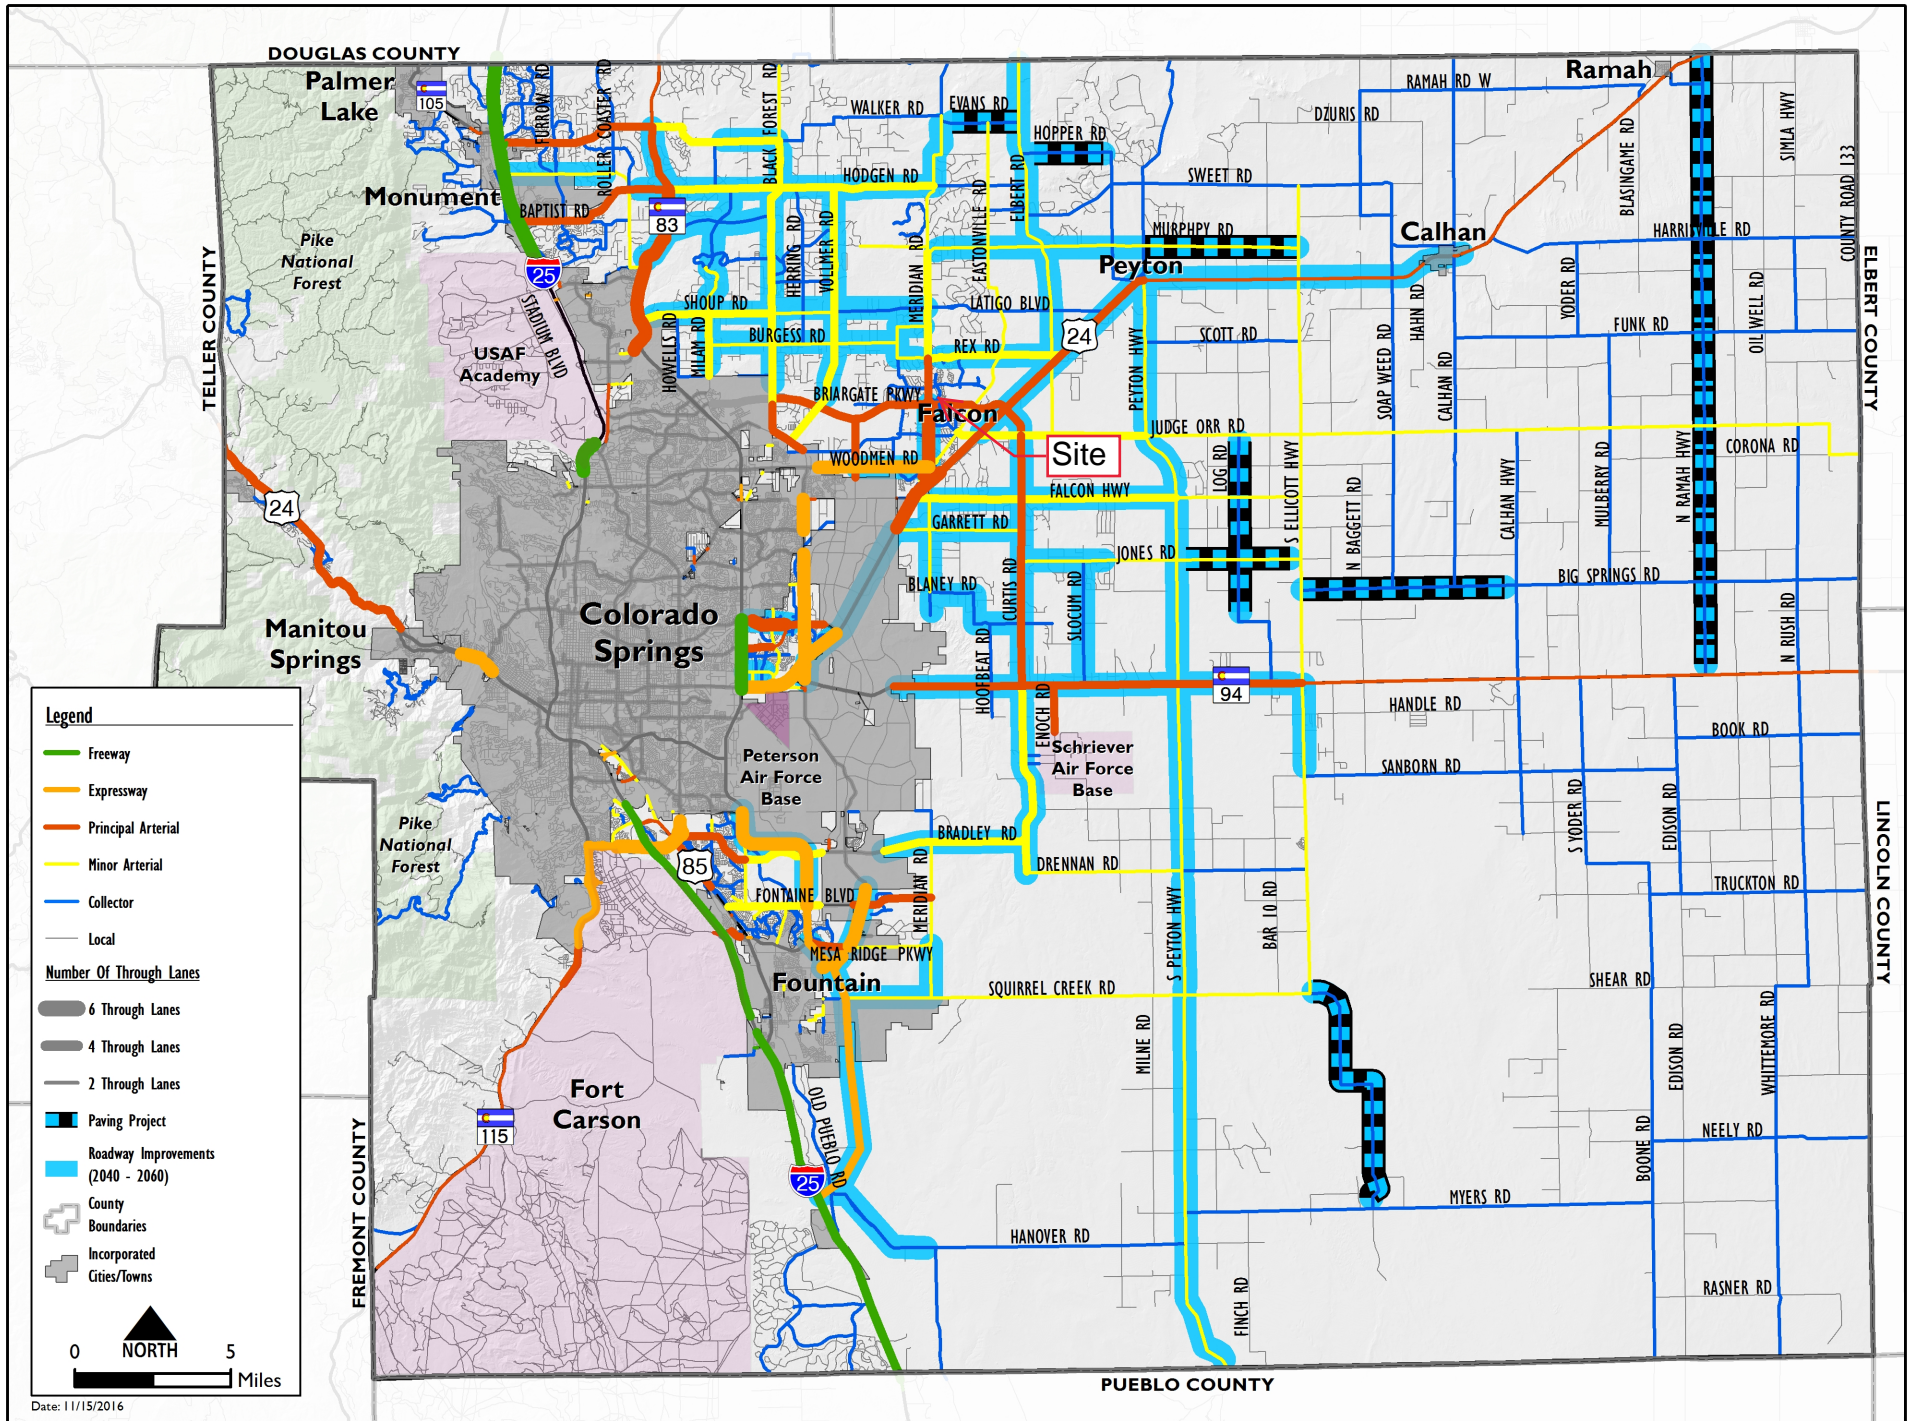 DOUGLAS COUNTY
Palmer
Lake
105
FURROW RD
ROLLER COASTER RD
BLACK FOREST RD
WALKER RD
EVANS RD
HOPPER RD
DZURIS RD
RAMAH RD W
Ramah
BLASINGAME RD
SIMLA HWY
COUNTY ROAD 133
Monument
BAPTIST RD
83
HODGEN RD
SWEET RD
MURPHPY RD
Calhan
HARRISVILLE RD
Pike
National
Forest
25
STADIUM BLVD
HERRING RD
VOLLMER RD
MERIDIAN RD
EASTONVILLE RD
ELBERT RD
Peyton
TELLER COUNTY
ELBERT COUNTY
USAF
Academy
SHOUP RD
LATIGO BLVD
BURGESS RD
HOWELLS RD
MILAM RD
REX RD
24
PEYTON HWY
SCOTT RD
SOAP WEED RD
HAHN RD
CALHAN RD
YODER RD
FUNK RD
OIL WELL RD
BRIARGATE PKWY
Falcon
JUDGE ORR RD
Site
WOODMEN RD
LOG RD
S ELLICOTT HWY
N BAGGETT RD
CALHAN HWY
MULBERRY RD
N RAMAH HWY
CORONA RD
FALCON HWY
GARRETT RD
JONES RD
24
BLANEY RD
CURTIS RD
SLOCUM RD
HOOFBEAT RD
BIG SPRINGS RD
N RUSH RD
Colorado
Springs
Manitou
Springs
94
ENOCH RD
HANDLE RD
BOOK RD
Schriever
Air Force
Base
SANBORN RD
Peterson
Air Force
Base
S YODER RD
EDISON RD
LINCOLN COUNTY
Pike
National
Forest
85
BRADLEY RD
DRENNAN RD
MERIDIAN RD
FONTAINE BLVD
TRUCKTON RD
S PEYTON HWY
BAR 10 RD
MESA RIDGE PKWY
Fountain
SQUIRREL CREEK RD
SHEAR RD
MILNE RD
EDISON RD
WHITTEMORE RD
Fort
Carson
115
OLD PUEBLO RD
25
BOONE RD
NEELY RD
MYERS RD
HANOVER RD
FREMONT COUNTY
FINCH RD
RASNER RD
PUEBLO COUNTY
Legend
Freeway
Expressway
Principal Arterial
Minor Arterial
Collector
Local
Number Of Through Lanes
6 Through Lanes
4 Through Lanes
2 Through Lanes
Paving Project
Roadway Improvements
(2040 - 2060)
County
Boundaries
Incorporated
Cities/Towns
NORTH
0 5
Miles
Date: 11/15/2016